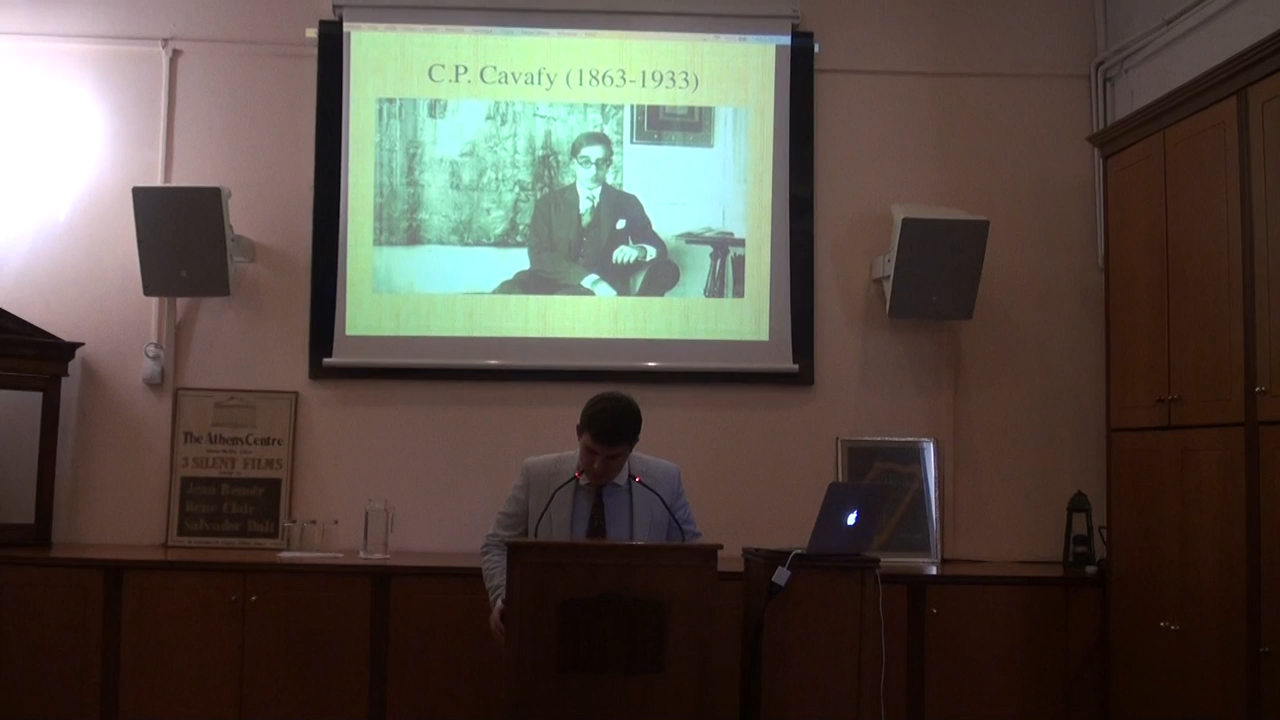 C.P. Cavafy (1863-1933)
The Athens Centre
3 SILENT FILMS
Jean Renoir
Rene Clair
Salvador Dali